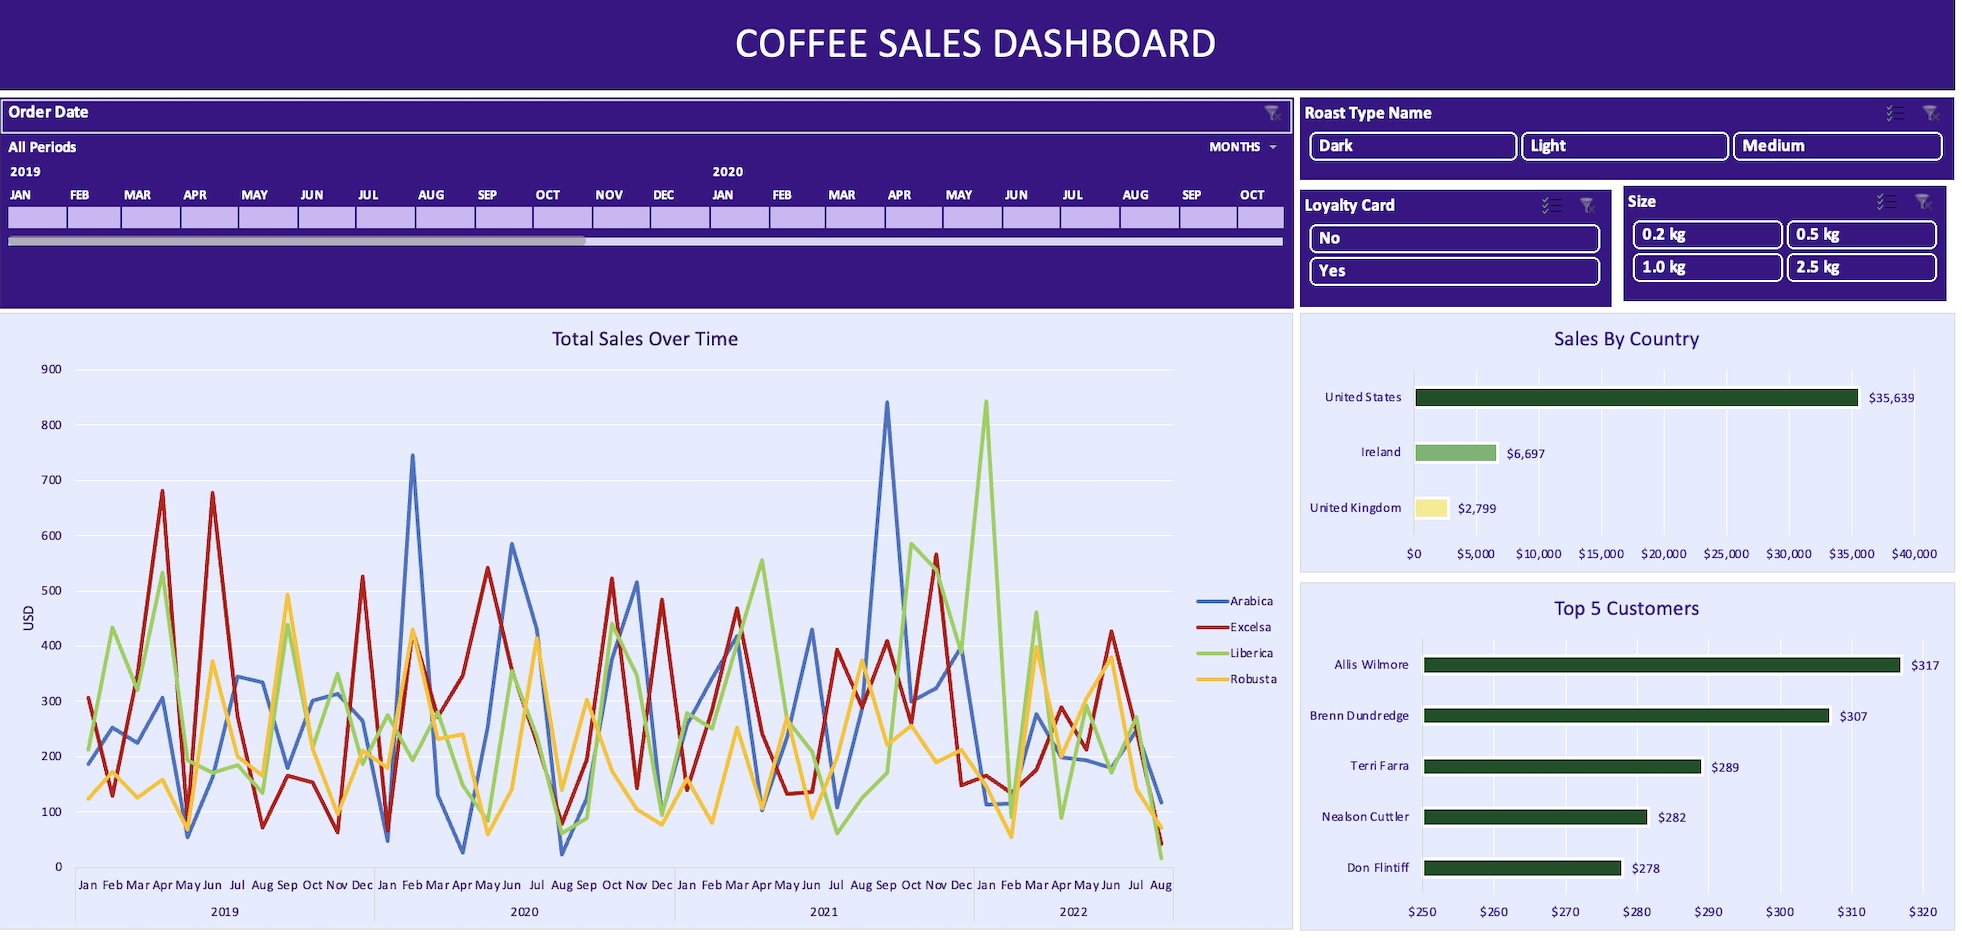 COFFEE SALES DASHBOARD
Order Date
All Periods
MONTHS
2019 2020
JAN FEB MAR APR MAY JUN JUL AUG SEP OCT NOV DEC JAN FEB MAR APR MAY JUN JUL AUG SEP OCT
Roast Type Name
Dark Light Medium
Loyalty Card
No
Yes
Size
0.2 kg 0.5 kg
1.0 kg 2.5 kg
Total Sales Over Time
900
800
700
600
500
400
300
200
100
0
USD
Jan Feb Mar Apr May Jun Jul Aug Sep Oct Nov Dec Jan Feb Mar Apr May Jun Jul Aug Sep Oct Nov Dec Jan Feb Mar Apr May Jun Jul Aug Sep Oct Nov Dec Jan Feb Mar Apr May Jun Jul Aug
2019 2020 2021 2022
Arabica
Excelsa
Liberica
Robusta
Sales By Country
United States $35,639
Ireland $6,697
United Kingdom $2,799
$0 $5,000 $10,000 $15,000 $20,000 $25,000 $30,000 $35,000 $40,000
Top 5 Customers
Allis Wilmore $317
Brenn Dundredge $307
Terri Farra $289
Nealson Cuttler $282
Don Flintiff $278
$250 $260 $270 $280 $290 $300 $310 $320